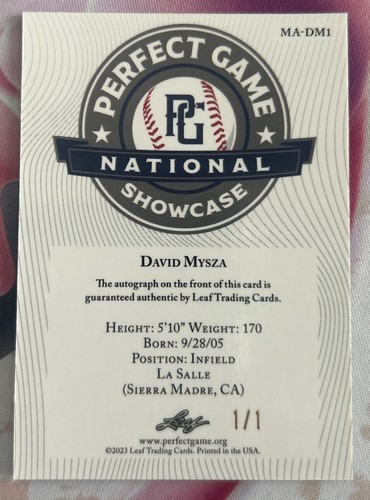 MA-DM1
PERFECT GAME
PG
NATIONAL
SHOWCASE
DAVID MYSZA
The autograph on the front of this card is
guaranteed authentic by Leaf Trading Cards.
HEIGHT: 5'10" WEIGHT: 170
BORN: 9/28/05
POSITION: INFIELD
LA SALLE
(SIERRA MADRE, CA)
Leaf
1/1
www.perfectgame.org
©2023 Leaf Trading Cards. Printed in the USA.